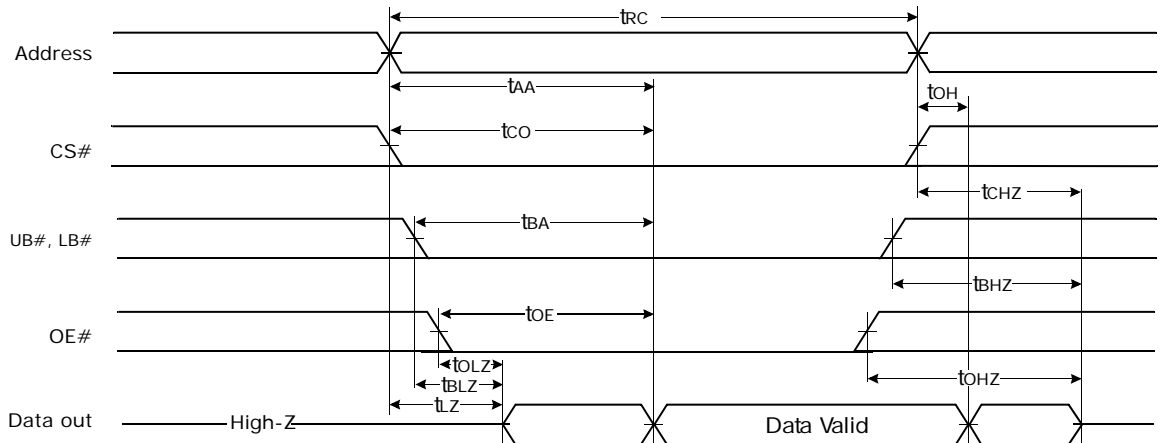 tRC
Address
tAA
tOH
tCO
CS#
tCHZ
tBA
UB#, LB#
tBHZ
tOE
OE#
tOLZ
tOHZ
tBLZ
tLZ
Data out
High-Z
Data Valid